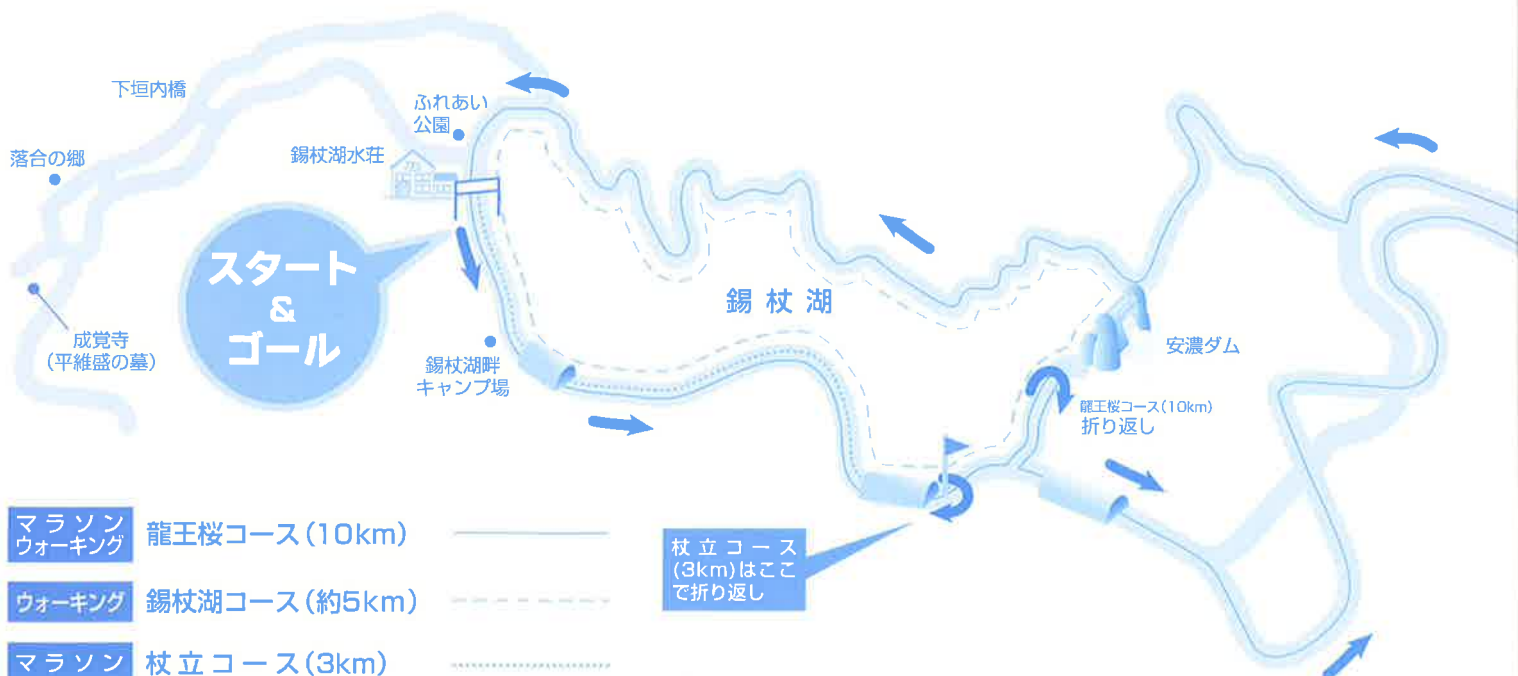 下垣内橋
ふれあい
公園
落合の郷
錫杖湖水荘
スタート
&
ゴール
錫杖湖
成覚寺
(平維盛の墓)
錫杖湖畔
キャンプ場
安濃ダム
龍王桜コース(10km)
折り返し
マラソン
ウォーキング
龍王桜コース(10km)
杖立コース
(3km)はここ
で折り返し
ウォーキング
錫杖湖コース(約5km)
マラソン
杖立コース(3km)